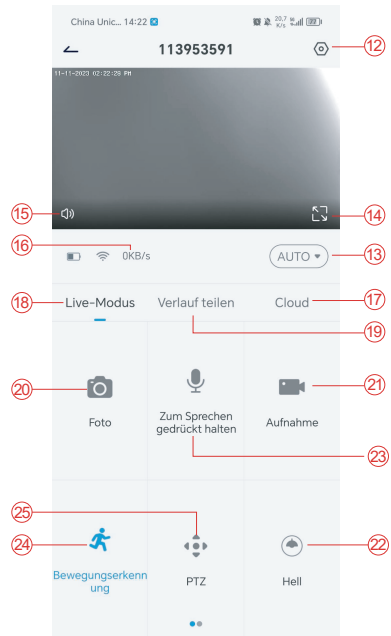 China Unic... 14:22
20,7 K/s
113953591
12
11-11-2023 02:22:28 PM
15
14
16
0KB/s
AUTO
13
18
Live-Modus
Verlauf teilen
Cloud
17
19
20
21
Foto
Zum Sprechen
gedrückt halten
Aufnahme
23
25
24
22
Bewegungserkenn
ung
PTZ
Hell